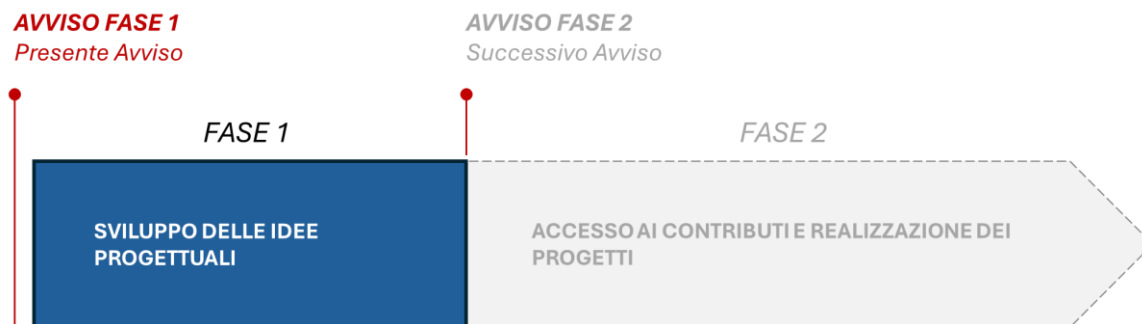 AVVISO FASE 1
Presente Avviso
AVVISO FASE 2
Successivo Avviso
FASE 1
FASE 2
SVILUPPO DELLE IDEE
PROGETTUALI
ACCESSO AI CONTRIBUTI E REALIZZAZIONE DEI
PROGETTI